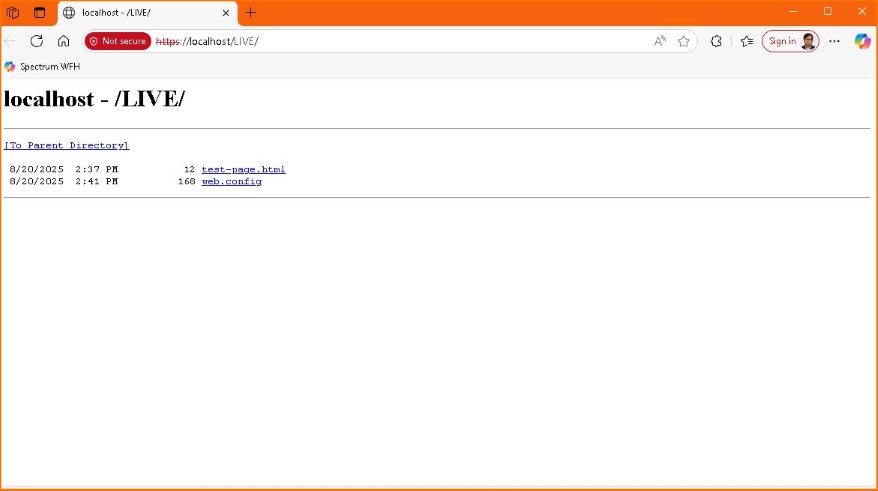 localhost - /LIVE/
Not secure https://localhost/LIVE/
Sign in
Spectrum WFH
localhost - /LIVE/
[To Parent Directory]
8/20/2025 2:37 PM 12 test-page.html
8/20/2025 2:41 PM 168 web.config